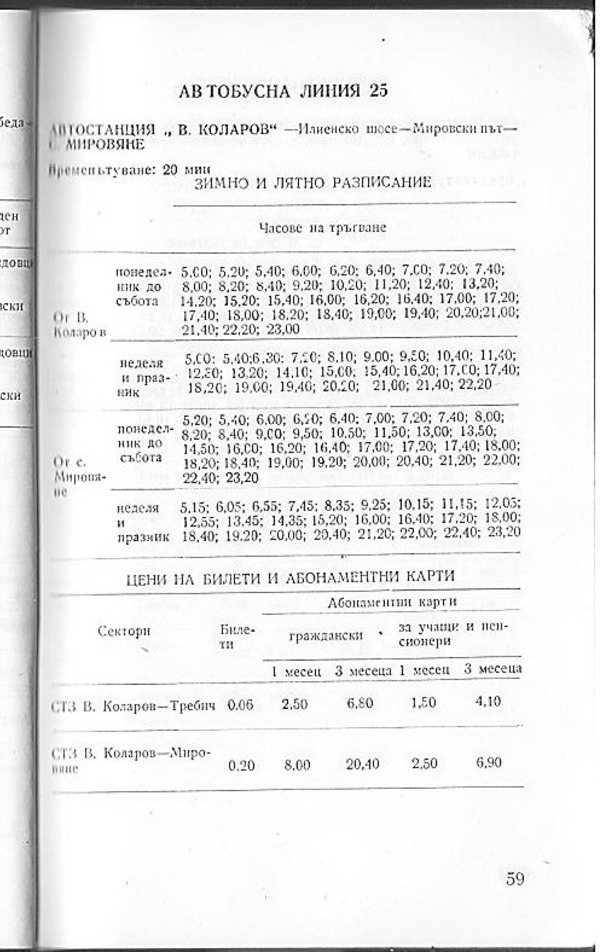 беда-
ден
от
довци
вски
довци
ски
АВТОБУСНА ЛИНИЯ 25
АВТОСТАНЦИЯ „ В. КОЛАРОВ“ —Илиенско шосе—Мировски път—
С. МИРОВЯНЕ
Времепътуване: 20 мин
ЗИМНО И ЛЯТНО РАЗПИСАНИЕ
Часове на тръгване
От В. Коларов
понеделник до събота
5,00; 5,20; 5,40; 6,00; 6,20; 6,40; 7,00; 7,20; 7,40;
8,00; 8,20; 8,40; 9,20; 10,20; 11,20; 12,40; 13,20;
14,20; 15,20; 15,40; 16,00; 16,20; 16,40; 17,00; 17,20;
17,40; 18,00; 18,20; 18,40; 19,00; 19,40; 20,20;21,00;
21,40; 22,20; 23,00
неделя
и праз-
ник
5,00: 5,40;6,30: 7,20; 8,10; 9,00; 9,50; 10,40; 11,40;
12,30; 13,20; 14,10; 15,00; 15,40;16,20;17,00;17,40;
18,20; 19,00; 19,40; 20,20; 21,00; 21,40; 22,20
От с.
Мировя-
не
понедел-
ник до
събота
5,20; 5,40; 6,00; 6,20; 6,40; 7,00; 7,20; 7,40; 8,00;
8,20; 8,40; 9,00; 9,50; 10,50; 11,50; 13,00; 13,50;
14,50; 16,00; 16,20; 16,40; 17,00; 17,20; 17,40; 18,00;
18,20; 18,40; 19,00; 19,20; 20,00; 20,40; 21,20; 22,00;
22,40; 23,20
неделя
и
празник
5,15; 6,05; 6,55; 7,45; 8,35; 9,25; 10,15; 11,15; 12,05;
12,55; 13,45; 14,35; 15,20; 16,00; 16,40; 17,20; 18,00;
18,40; 19,20; 20,00; 20,40; 21,20; 22,00; 22,40; 23,20
ЦЕНИ НА БИЛЕТИ И АБОНАМЕНТНИ КАРТИ
Абонаментни карти
Сектори
Биле-
ти
граждански
за учащи и пен-
сионери
1 месец 3 месеца 1 месец 3 месеца
СТЗ В. Коларов—Требич 0.06 2,50 6,80 1,50 4,10
СТЗ В. Коларов—Миро-
вяне 0,20 8,00 20,40 2,50 6,90
59